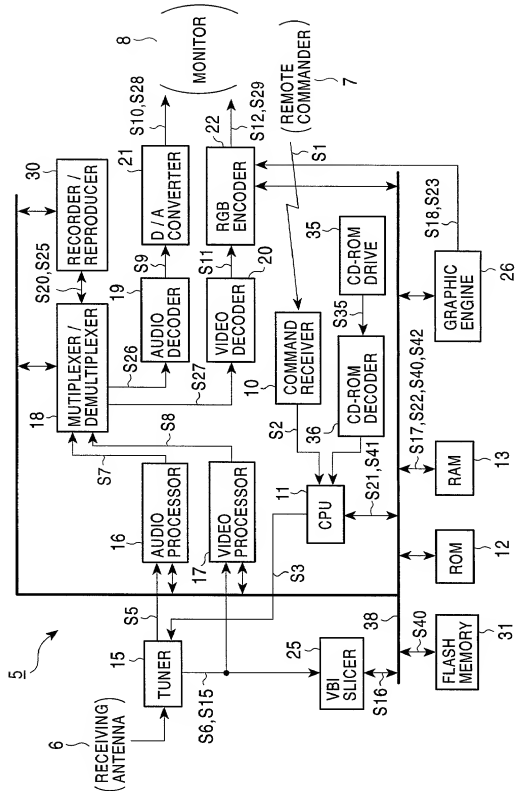 5
6
(RECEIVING
ANTENNA)
15
TUNER
S5
S6,S15
S3
25
VBI
SLICER
S16
38
S40
FLASH
MEMORY
31
16
AUDIO
PROCESSOR
17
VIDEO
PROCESSOR
S7
S8
11
CPU
S21, S41
ROM
12
RAM
13
S17, S22, S40, S42
18
MUTIPLEXER /
DEMULTIPLEXER
S20, S25
30
RECORDER /
REPRODUCER
S26
S27
19
AUDIO
DECODER
S9
VIDEO
DECODER
20
S11
21
D / A
CONVERTER
S10, S28
22
RGB
ENCODER
S12, S29
8
(MONITOR)
(REMOTE
COMMANDER)
7
S1
10
COMMAND
RECEIVER
S2
35
CD-ROM
DRIVE
S35
36
CD-ROM
DECODER
S18, S23
GRAPHIC
ENGINE
26